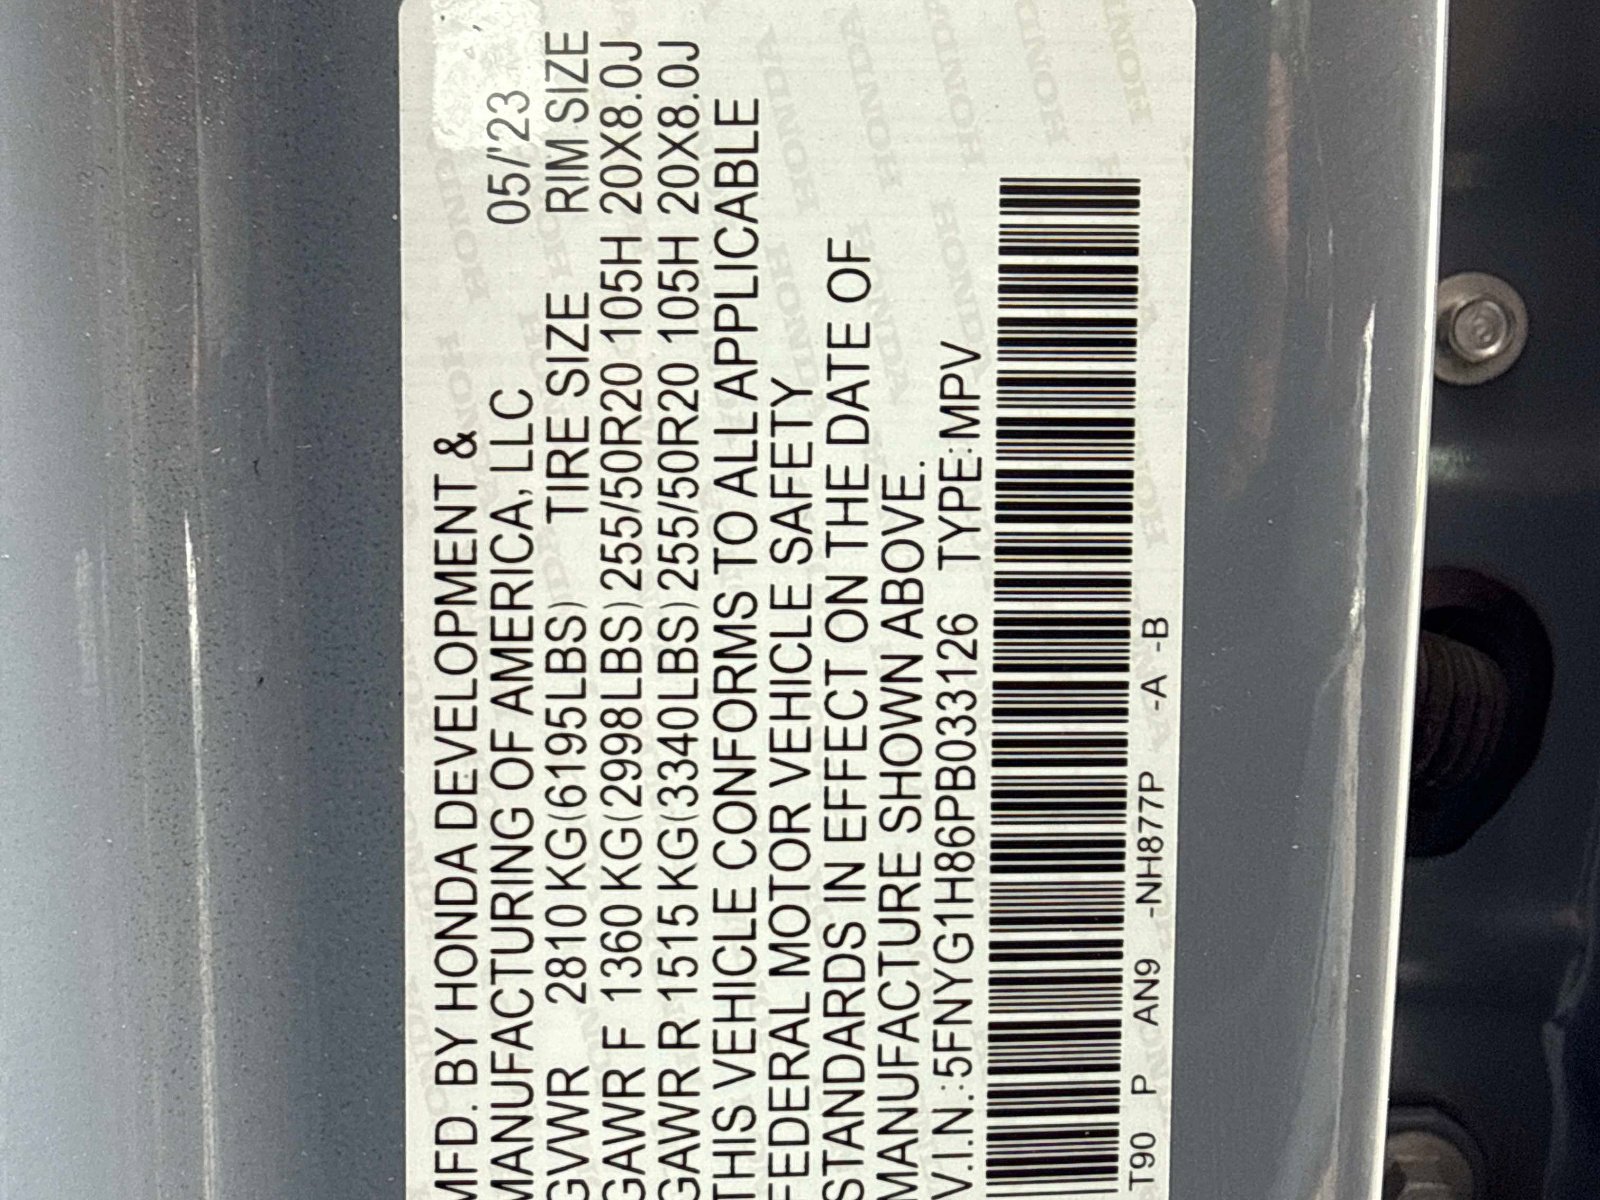 MFD. BY HONDA DEVELOPMENT &
MANUFACTURING OF AMERICA, LLC 05/'23
GVWR 2810 KG(6195LBS) TIRE SIZE RIM SIZE
GAWR F 1360 KG(2998LBS) 255/50R20 105H 20X8.0J
GAWR R 1515 KG(3340LBS) 255/50R20 105H 20X8.0J
THIS VEHICLE CONFORMS TO ALL APPLICABLE
FEDERAL MOTOR VEHICLE SAFETY
STANDARDS IN EFFECT ON THE DATE OF
MANUFACTURE SHOWN ABOVE.
V.I.N.:5FNYG1H86PB033126 TYPE:MPV
T90 P AN9 -NH877P -A -B